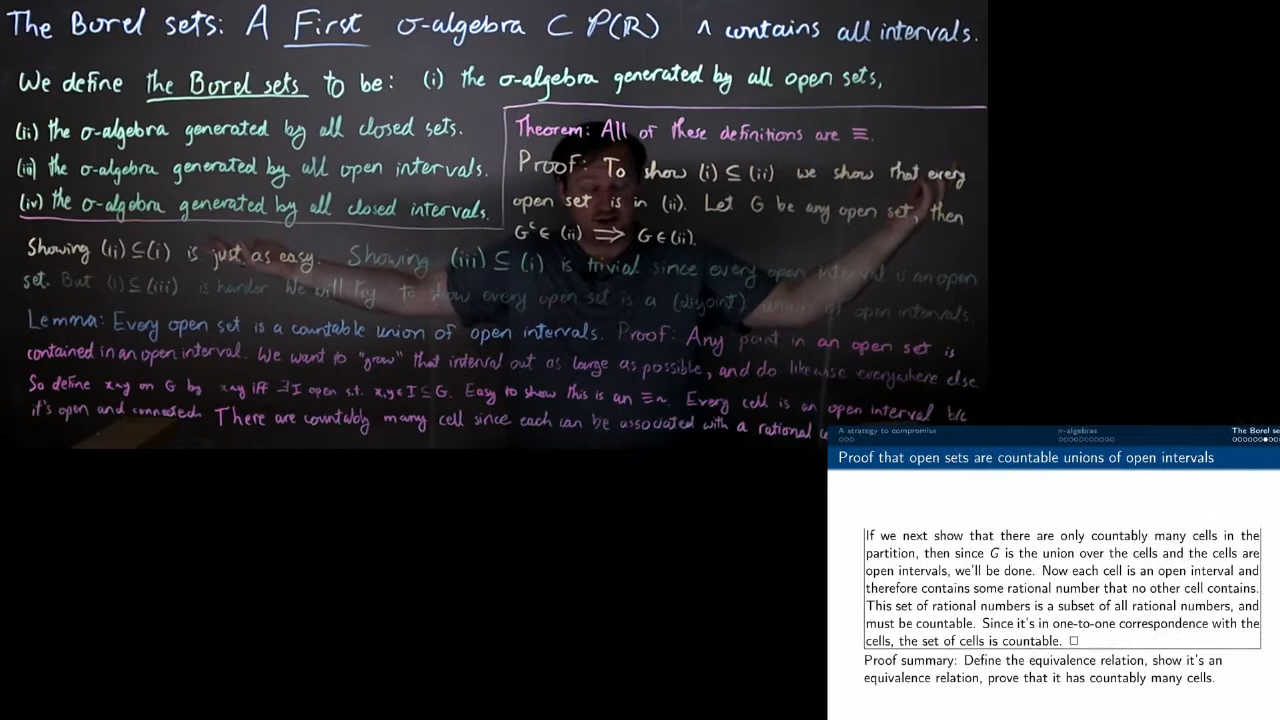 The Borel sets: A First σ-algebra ⊂ P(ℝ) ∧ contains all intervals.
We define the Borel sets to be: (i) the σ-algebra generated by all open sets,
(ii) the σ-algebra generated by all closed sets.
(iii) the σ-algebra generated by all open intervals.
(iv) the σ-algebra generated by all closed intervals.
Theorem: All of these definitions are ≡.
Proof: To show (i) ⊆ (ii) we show that every
open set is in (ii). Let G be any open set, then
Gᶜ ∈ (ii) ⟹ G ∈ (ii).
Showing (ii) ⊆ (i) is just as easy. Showing (iii) ⊆ (i) is trivial since every open interval is an open
set. But (i) ⊆ (iii) is harder We will try to show every open set is a (disjoint) union of open intervals.
Lemma: Every open set is a countable union of open intervals. Proof: Any point in an open set is
contained in an open interval. We want to "grow" that interval out as large as possible, and do likewise everywhere else.
So define x~y on G by x~y iff ∃ I open s.t. x,y ∈ I ⊆ G. Easy to show this is an ≡~. Every cell is an open interval b/c
it's open and connected. There are countably many cell since each can be associated with a rational
A strategy to compromise
σ-algebras
The Borel se
Proof that open sets are countable unions of open intervals
If we next show that there are only countably many cells in the
partition, then since G is the union over the cells and the cells are
open intervals, we'll be done. Now each cell is an open interval and
therefore contains some rational number that no other cell contains.
This set of rational numbers is a subset of all rational numbers, and
must be countable. Since it's in one-to-one correspondence with the
cells, the set of cells is countable. □
Proof summary: Define the equivalence relation, show it's an
equivalence relation, prove that it has countably many cells.